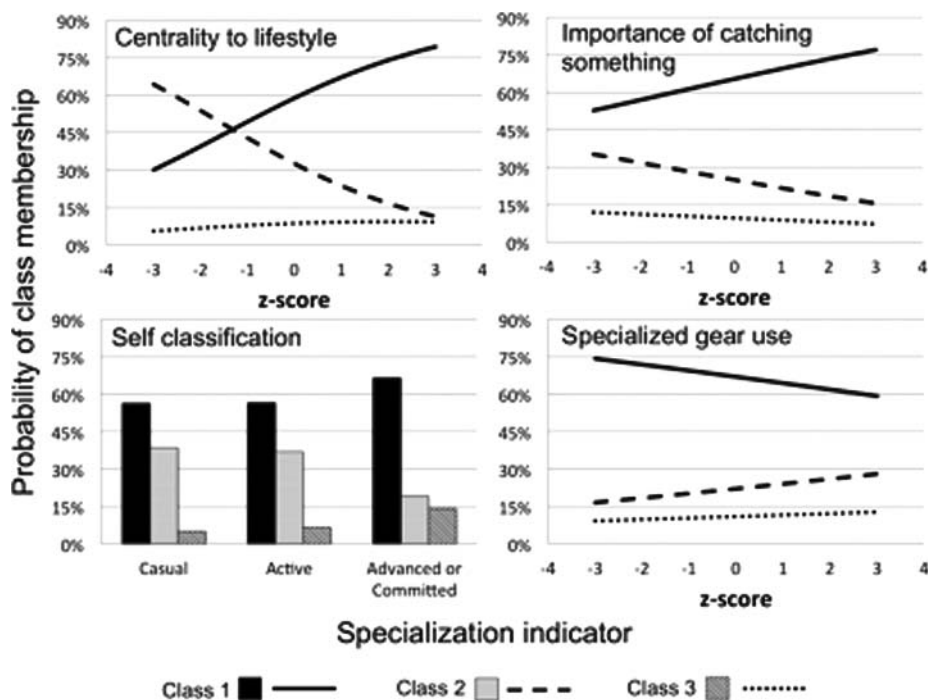 Probability of class membership
Centrality to lifestyle
90%
75%
60%
45%
30%
15%
0%
-4 -3 -2 -1 0 1 2 3 4
z-score
Importance of catching
something
90%
75%
60%
45%
30%
15%
0%
-4 -3 -2 -1 0 1 2 3 4
z-score
Self classification
90%
75%
60%
45%
30%
15%
0%
Casual Active Advanced or
Committed
Specialized gear use
90%
75%
60%
45%
30%
15%
0%
-4 -3 -2 -1 0 1 2 3 4
z-score
Specialization indicator
Class 1 Class 2 Class 3